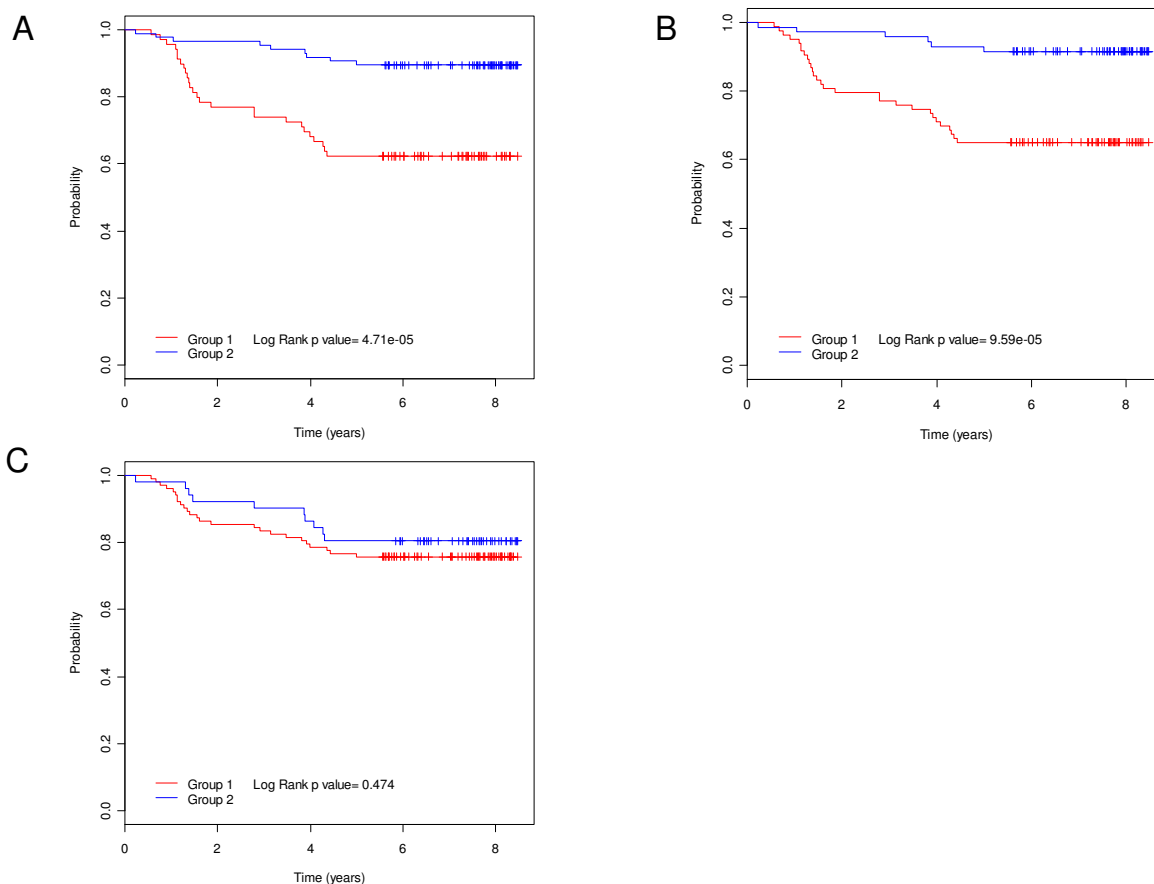 A
Probability
1.0
0.8
0.6
0.4
0.2
0.0
Group 1 Log Rank p value= 4.71e-05
Group 2
0 2 4 6 8
Time (years)
B
Probability
1.0
0.8
0.6
0.4
0.2
0.0
Group 1 Log Rank p value= 9.59e-05
Group 2
0 2 4 6 8
Time (years)
C
Probability
1.0
0.8
0.6
0.4
0.2
0.0
Group 1 Log Rank p value= 0.474
Group 2
0 2 4 6 8
Time (years)